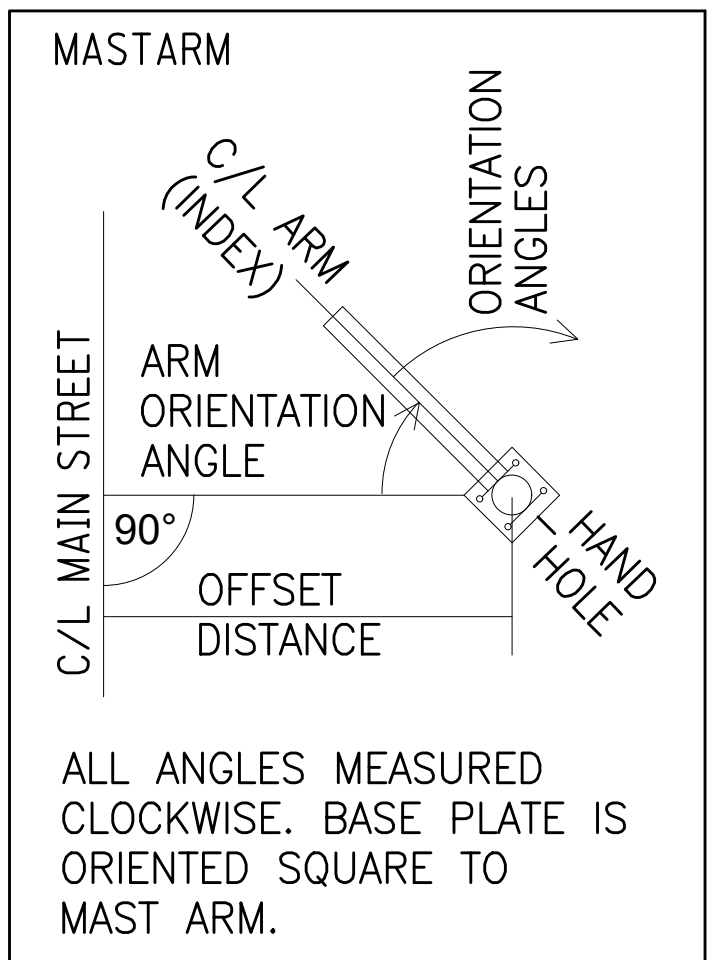 MASTARM
C/L ARM
(INDEX)
ORIENTATION
ANGLES
ARM
ORIENTATION
ANGLE
C/L MAIN STREET
90°
OFFSET
DISTANCE
HAND
HOLE
ALL ANGLES MEASURED
CLOCKWISE. BASE PLATE IS
ORIENTED SQUARE TO
MAST ARM.